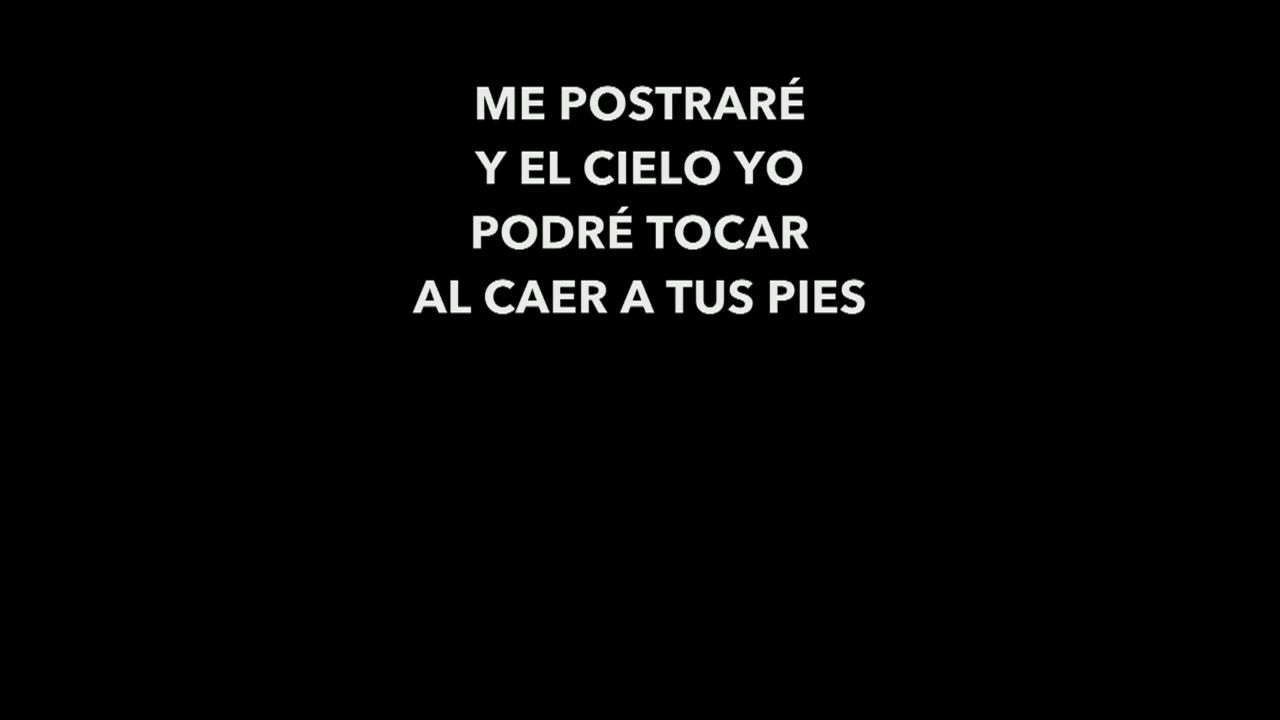 ME POSTRARÉ
Y EL CIELO YO
PODRÉ TOCAR
AL CAER A TUS PIES